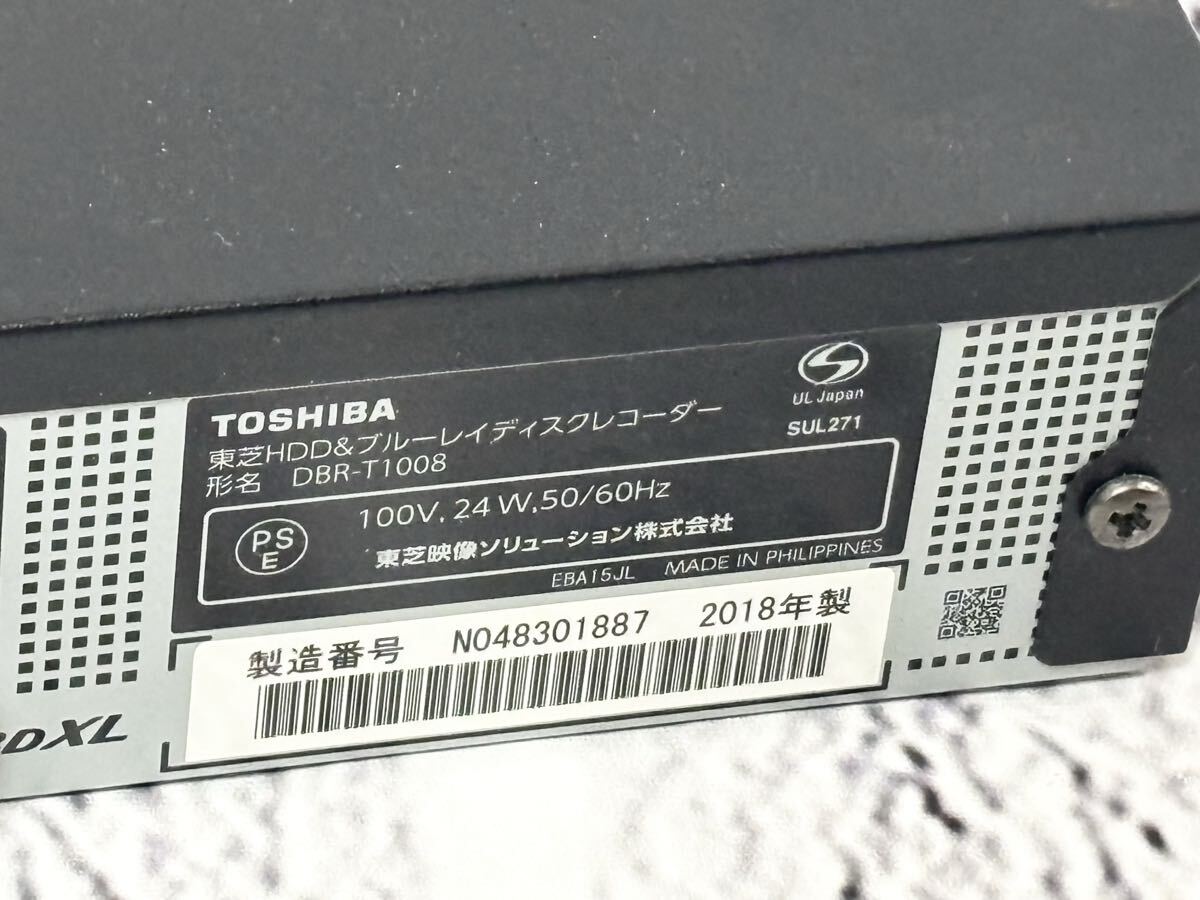 TOSHIBA
東芝HDD&ブルーレイディスクレコーダー
形名 DBR-T1008
UL Japan
SUL271
PS
E
100V, 24W, 50/60Hz
東芝映像ソリューション株式会社
EBA15JL MADE IN PHILIPPINES
製造番号 N048301887 2018年製
BDXL